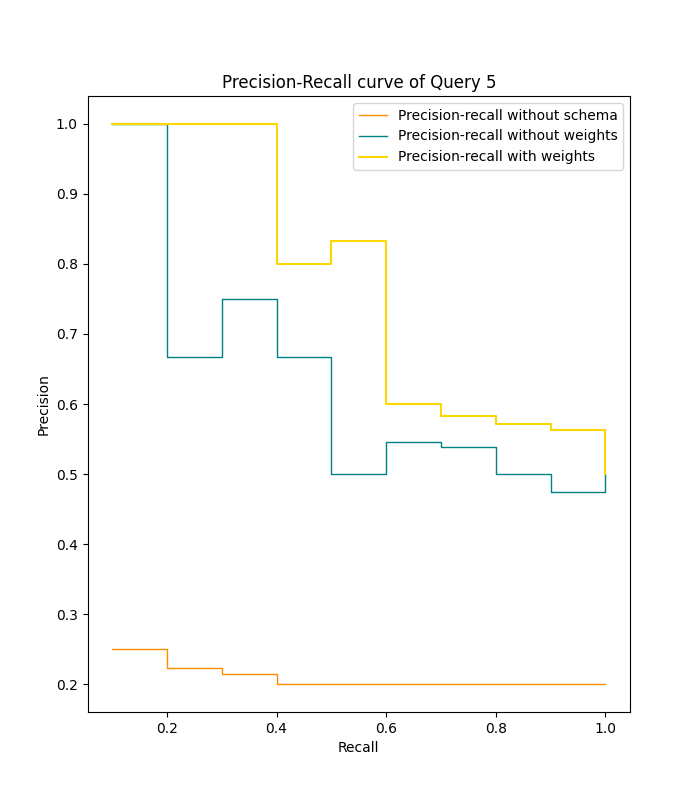 Precision-Recall curve of Query 5
Precision-recall without schema
Precision-recall without weights
Precision-recall with weights
1.0
0.9
0.8
0.7
0.6
0.5
0.4
0.3
0.2
Precision
0.2 0.4 0.6 0.8 1.0
Recall